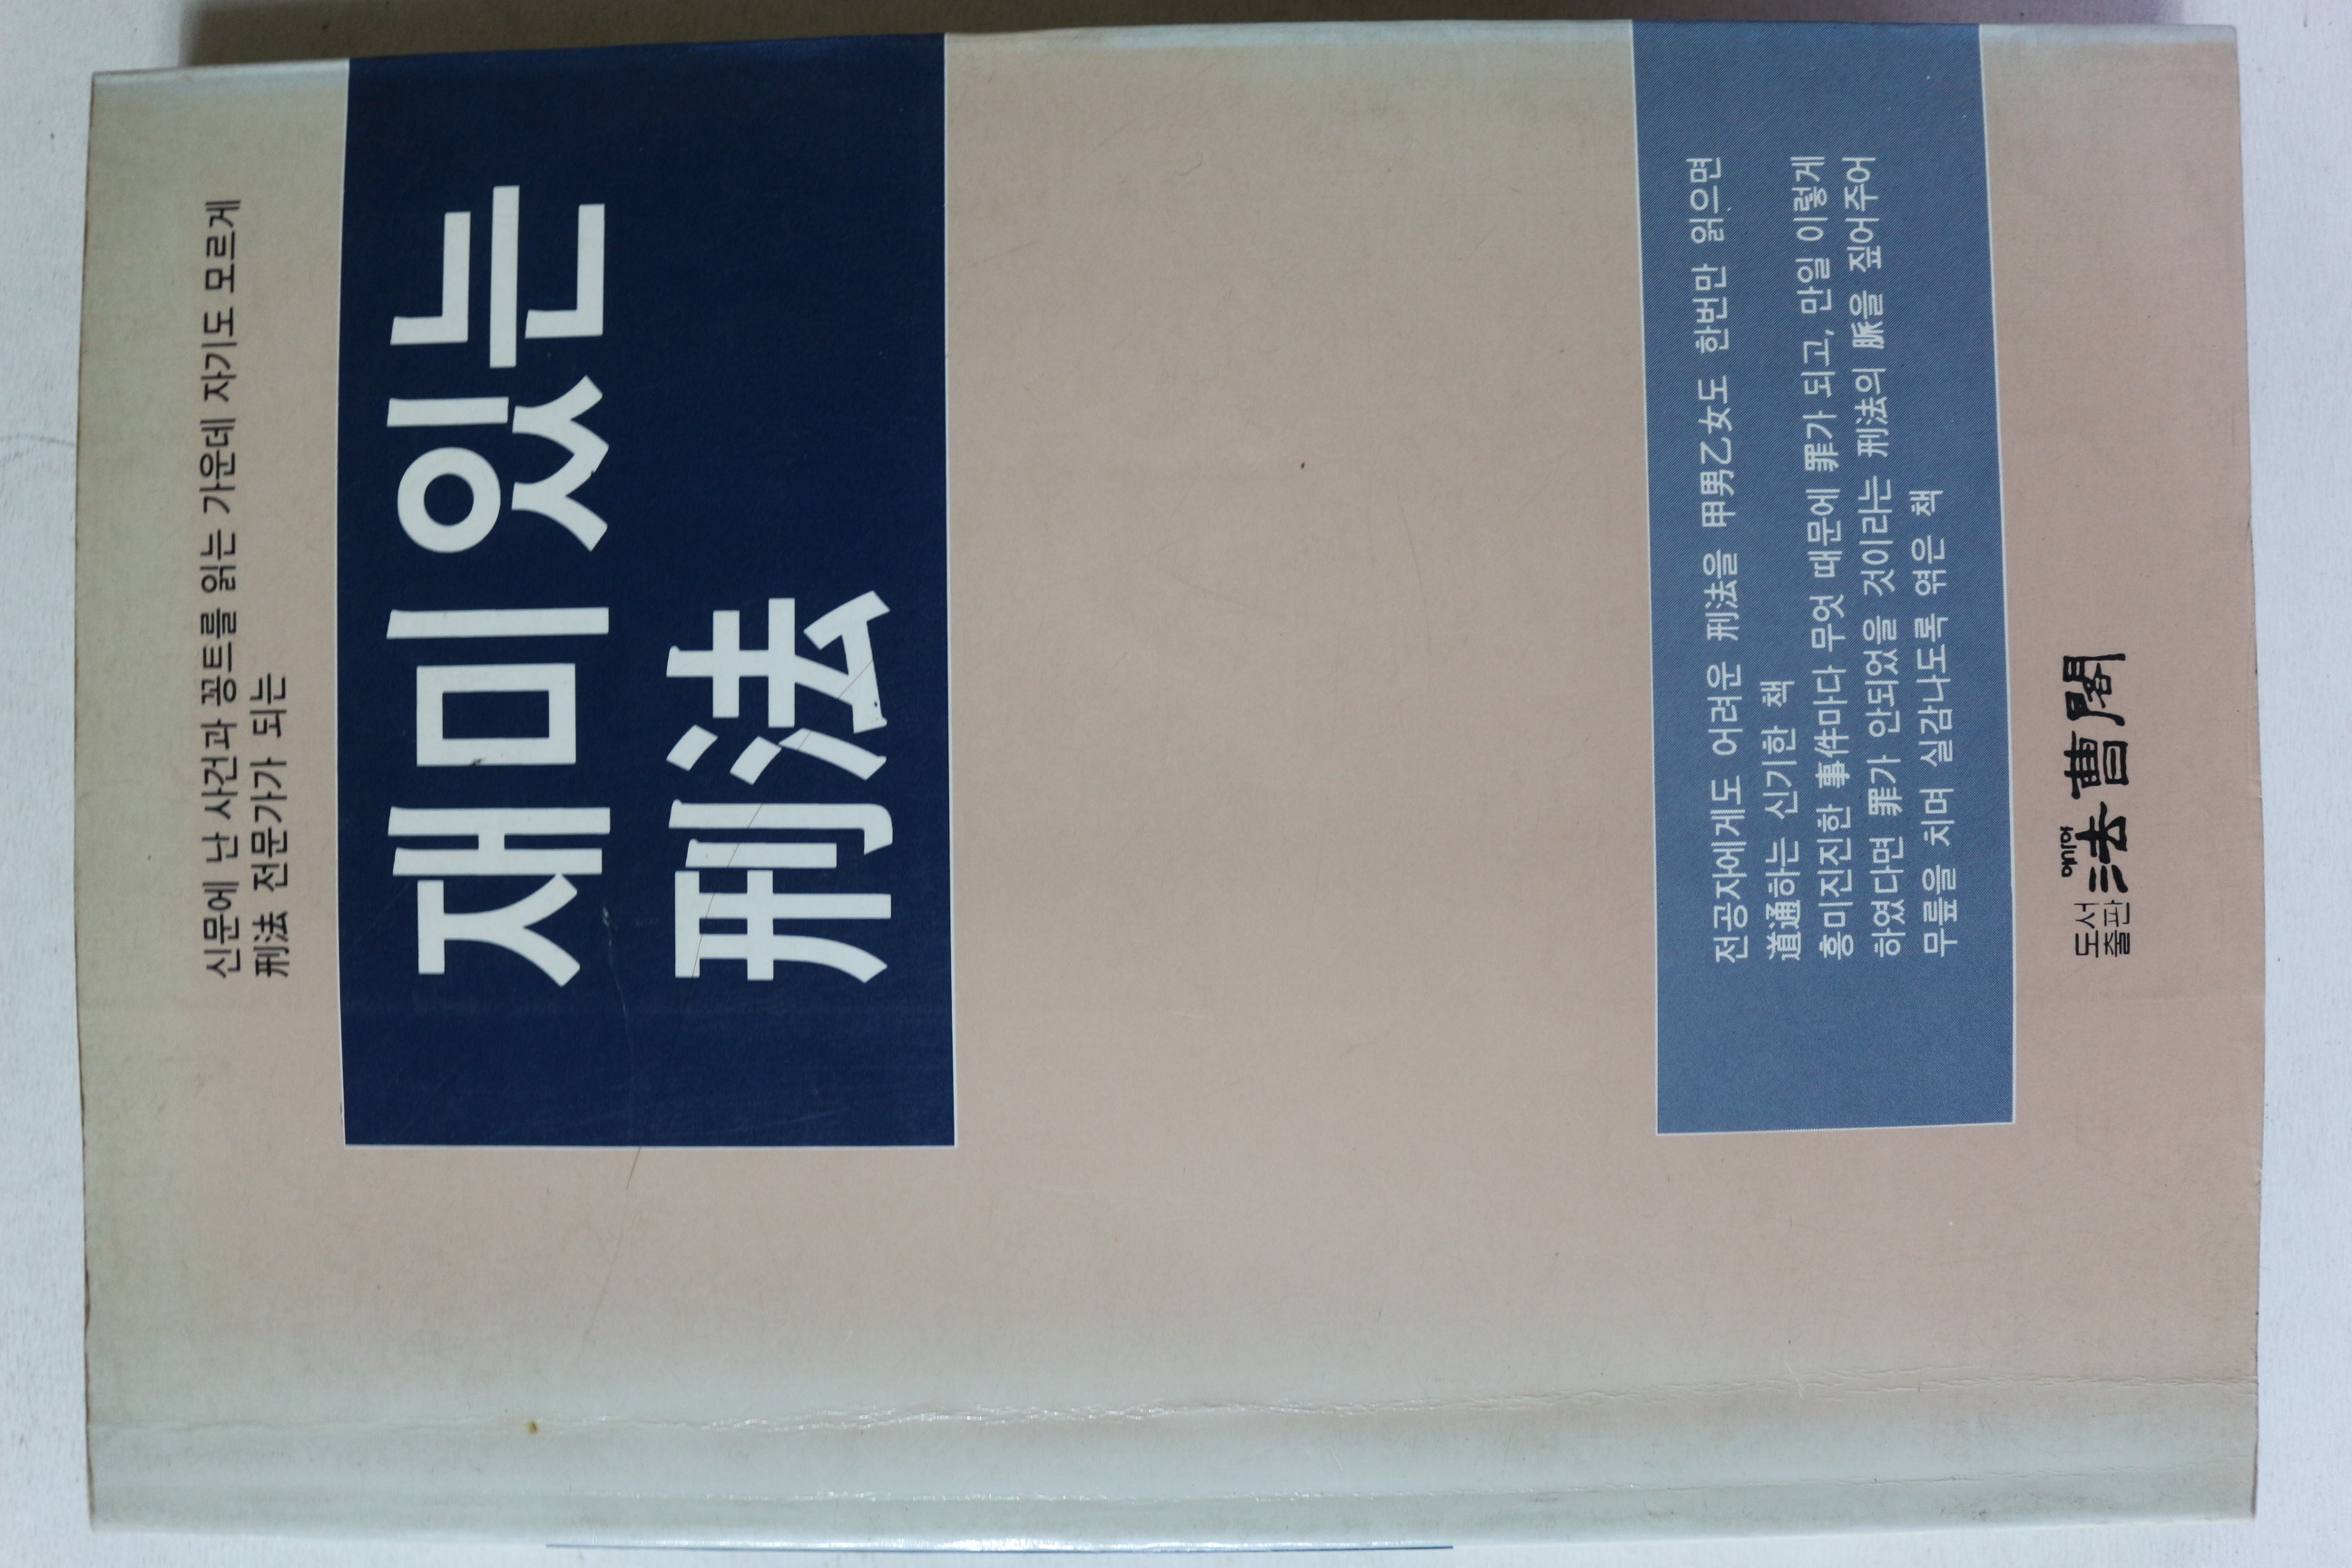 신문에 난 사건과 꽁트를 읽는 가운데 자기도 모르게
刑法 전문가가 되는
재미있는
刑法
전공자에게도 어려운 刑法을 甲男乙女도 한번만 읽으면
道通하는 신기한 책
흥미진진한 事件마다 무엇 때문에 罪가 되고, 만일 이렇게
하였다면 罪가 안되었을 것이라는 刑法의 脈을 짚어주어
무릎을 치며 실감나도록 엮은 책
도서출판 法曹閣